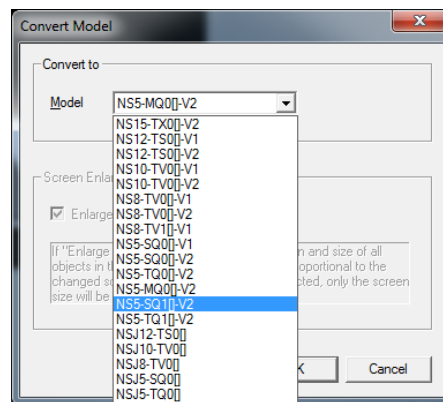 Convert Model
Convert to
Model NS5-MQ0[]-V2
NS15-TX0[]-V2
NS12-TS0[]-V1
NS12-TS0[]-V2
NS10-TV0[]-V1
NS10-TV0[]-V2
Screen Enla
NS8-TV0[]-V1
NS8-TV0[]-V2
Enlarge
NS8-TV1[]-V1
NS5-SQ0[]-V1
If "Enlarge n and size of all
NS5-SQ0[]-V2
objects in t oportional to the
NS5-TQ0[]-V2
changed s cted, only the screen
NS5-MQ0[]-V2
size will be
NS5-SQ1[]-V2
NS5-TQ1[]-V2
NSJ12-TS0[]
NSJ10-TV0[]
NSJ8-TV0[]
K Cancel
NSJ5-SQ0[]
NSJ5-TQ0[]